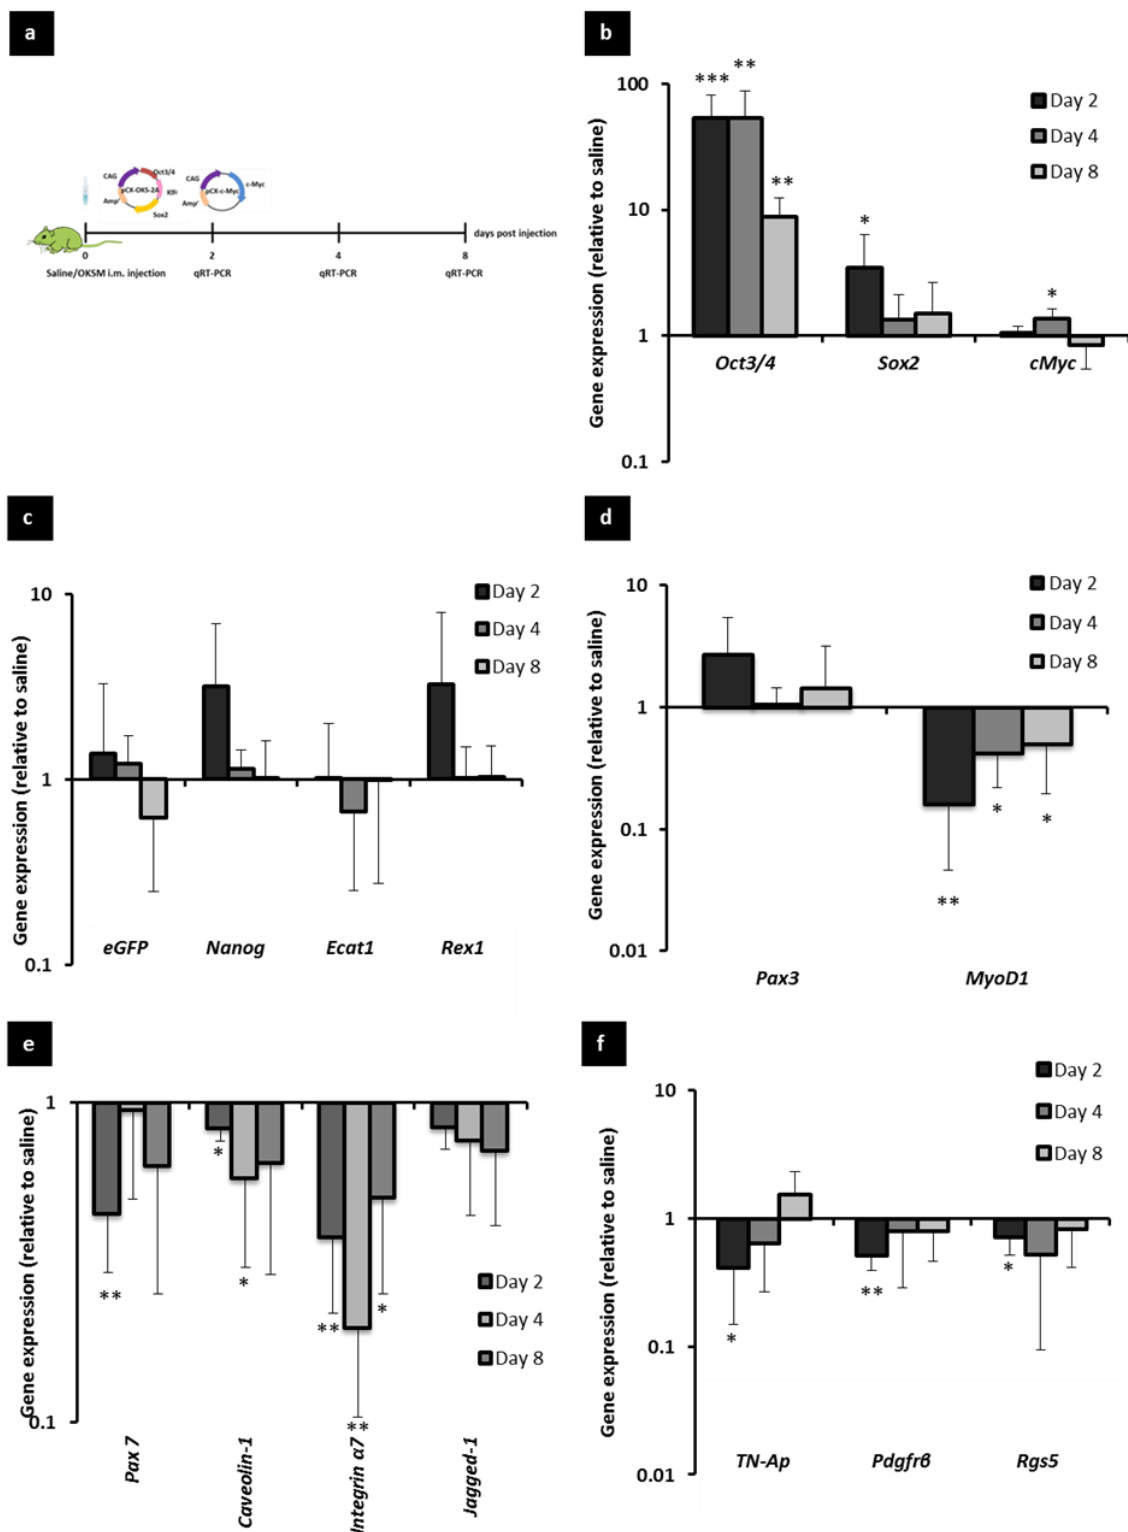 a
CAG
Oct3/4
pCX-OKS-2A
Klf4
Amp^r
Sox2
CAG
c-Myc
pCX-c-Myc
Amp^r
days post injection
0
2
4
8
Saline/OKSM i.m. injection
qRT-PCR
qRT-PCR
qRT-PCR
b
Gene expression (relative to saline)
100
10
1
0.1
***
**
**
*
*
Day 2
Day 4
Day 8
Oct3/4
Sox2
cMyc
c
Gene expression (relative to saline)
10
1
0.1
Day 2
Day 4
Day 8
eGFP
Nanog
Ecat1
Rex1
d
Gene expression (relative to saline)
10
1
0.1
0.01
Day 2
Day 4
Day 8
**
*
*
Pax3
MyoD1
e
Gene expression (relative to saline)
1
0.1
**
*
*
**
**
*
Day 2
Day 4
Day 8
Pax 7
Caveolin-1
Integrin α7
Jagged-1
f
Gene expression (relative to saline)
10
1
0.1
0.01
Day 2
Day 4
Day 8
*
**
*
TN-Ap
Pdgfrβ
Rgs5